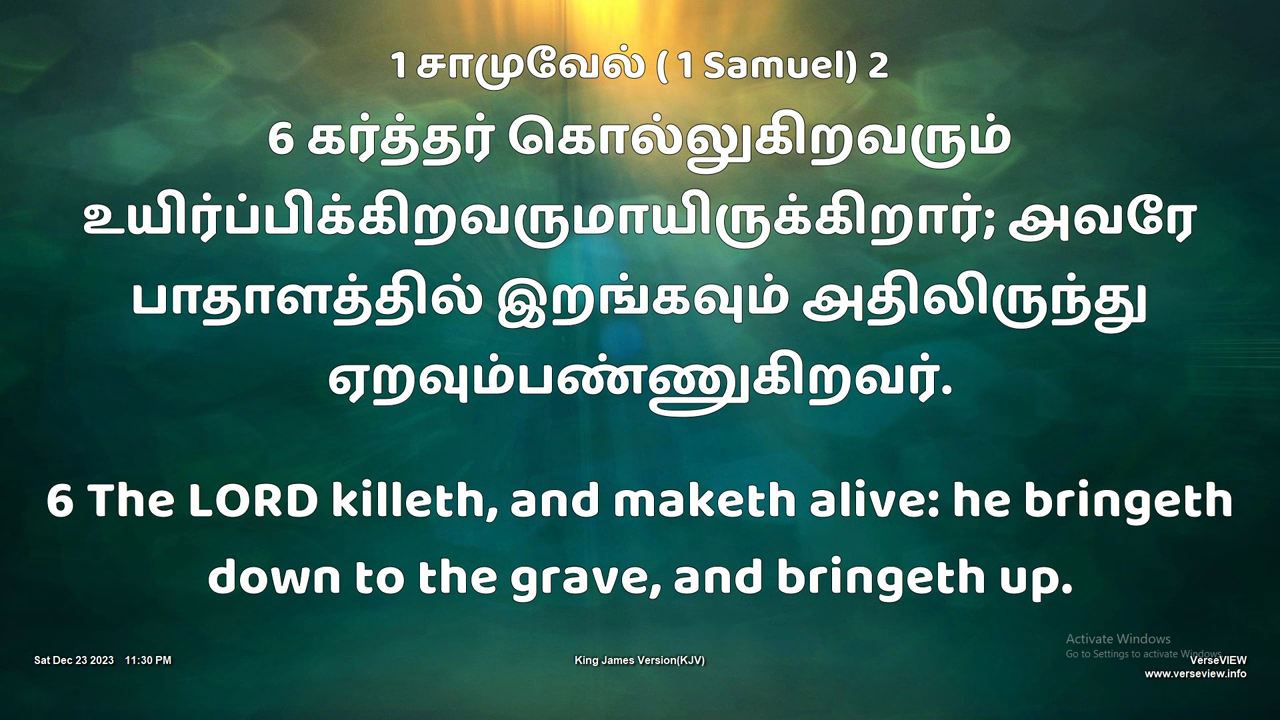 1 சாமுவேல் ( 1 Samuel) 2
6 கர்த்தர் கொல்லுகிறவரும்
உயிர்ப்பிக்கிறவருமாயிருக்கிறார்; அவரே
பாதாளத்தில் இறங்கவும் அதிலிருந்து
ஏறவும்பண்ணுகிறவர்.
6 The LORD killeth, and maketh alive: he bringeth
down to the grave, and bringeth up.
Activate Windows
Go to Settings to activate Windows.
Sat Dec 23 2023 11:30 PM
King James Version(KJV)
VerseVIEW
www.verseview.info